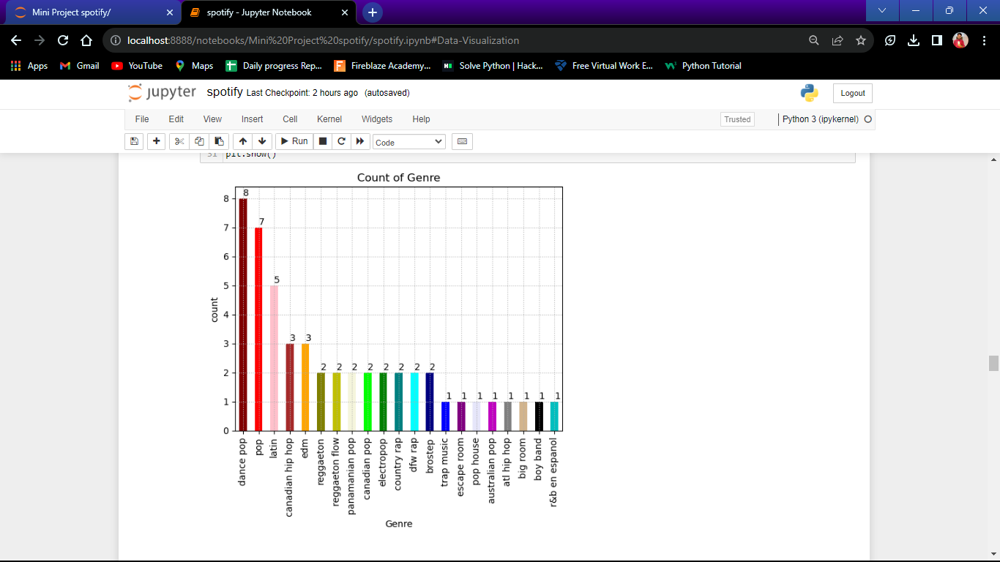 Mini Project spotify/
spotify - Jupyter Notebook
localhost:8888/notebooks/Mini%20Project%20spotify/spotify.ipynb#Data-Visualization
Apps Gmail YouTube Maps Daily progress Rep... Fireblaze Academy... Solve Python | Hack... Free Virtual Work E... Python Tutorial
jupyter spotify Last Checkpoint: 2 hours ago (autosaved) Logout
File Edit View Insert Cell Kernel Widgets Help Trusted Python 3 (ipykernel)
Run Code
31 plt.show()
Count of Genre
8
7
6
5
4
3
2
1
0
count
8
7
5
3 3
2 2 2 2 2 2 2 2
1 1 1 1 1 1 1 1
dance pop
pop
latin
canadian hip hop
edm
reggaeton
reggaeton flow
panamanian pop
canadian pop
electropop
country rap
dfw rap
brostep
trap music
escape room
pop house
australian pop
atl hip hop
big room
boy band
r&b en espanol
Genre